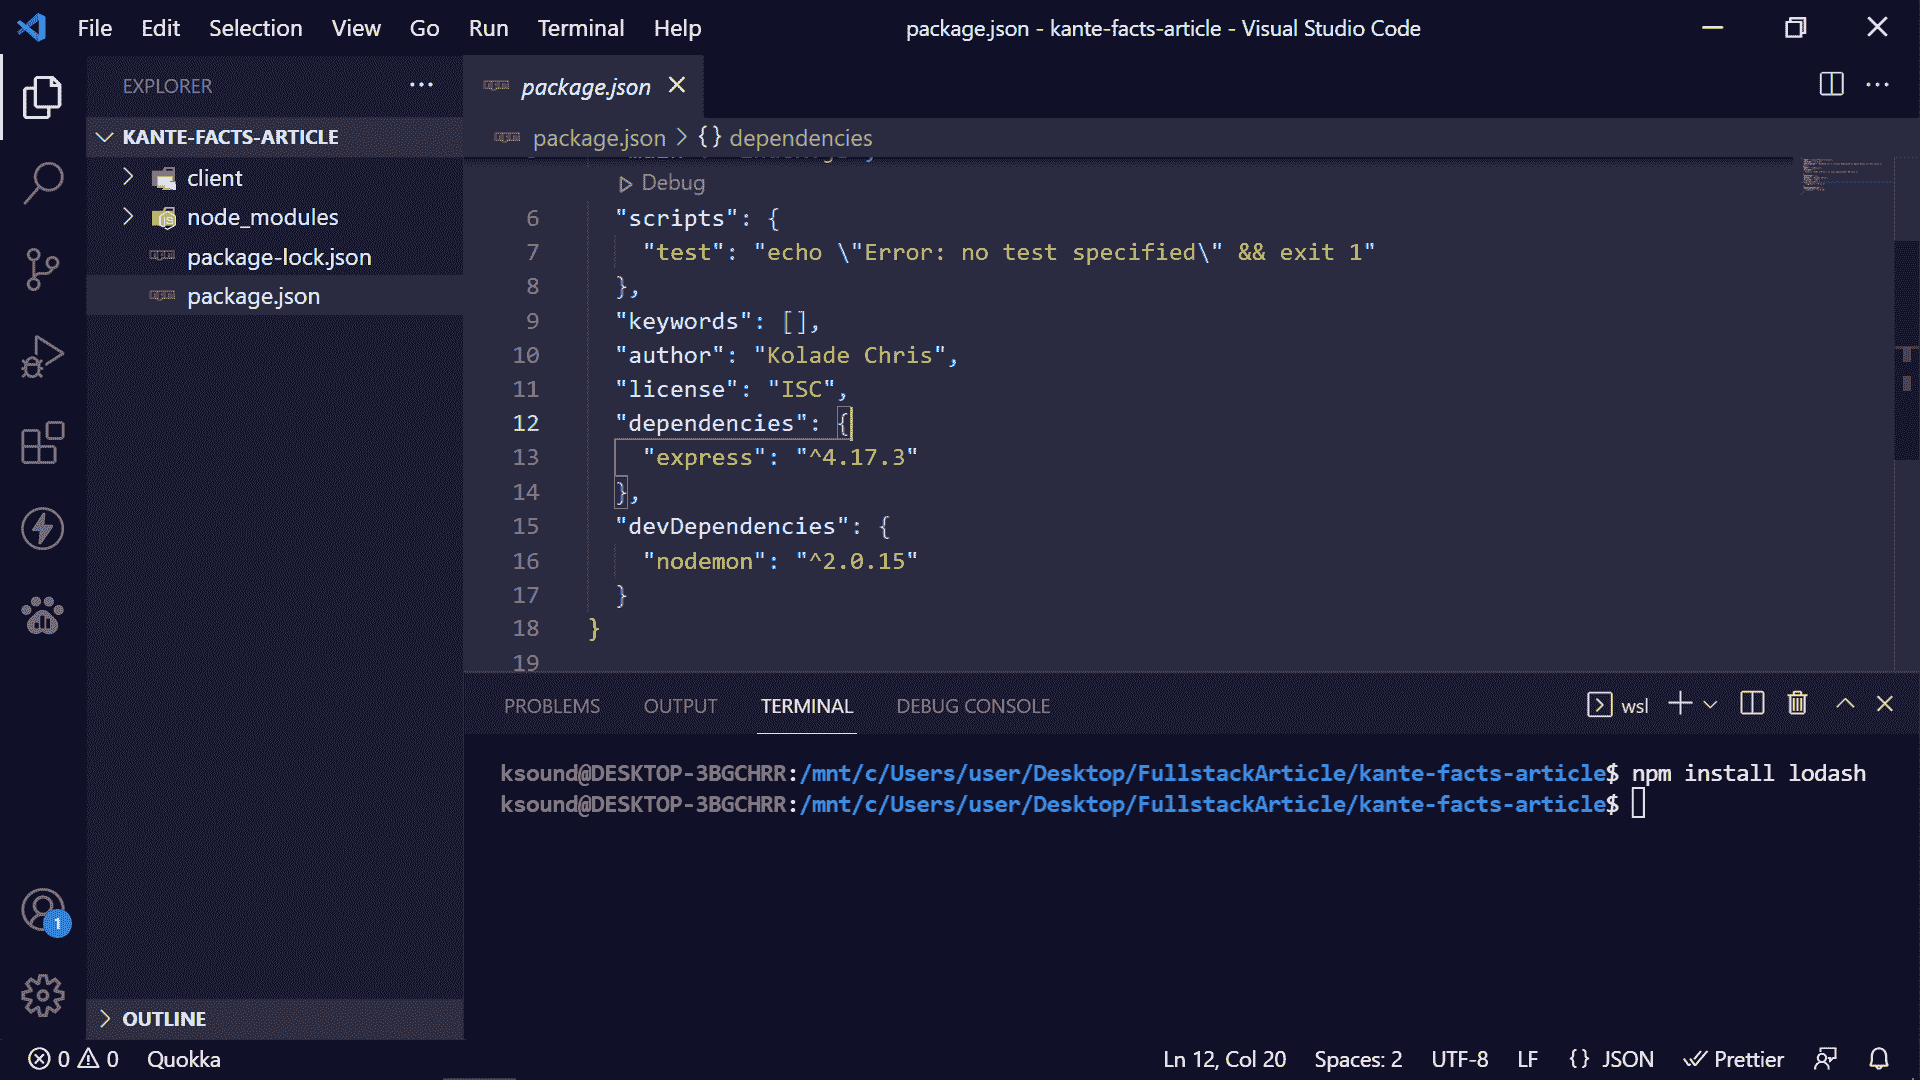 File Edit Selection View Go Run Terminal Help
package.json - kante-facts-article - Visual Studio Code
EXPLORER
KANTE-FACTS-ARTICLE
client
node_modules
package-lock.json
package.json
OUTLINE
package.json
package.json > {} dependencies
Debug
6 "scripts": {
7 "test": "echo \"Error: no test specified\" && exit 1"
8 },
9 "keywords": [],
10 "author": "Kolade Chris",
11 "license": "ISC",
12 "dependencies": {
13 "express": "^4.17.3"
14 },
15 "devDependencies": {
16 "nodemon": "^2.0.15"
17 }
18 }
19
PROBLEMS OUTPUT TERMINAL DEBUG CONSOLE
wsl
ksound@DESKTOP-3BGCHRR:/mnt/c/Users/user/Desktop/FullstackArticle/kante-facts-article$ npm install lodash
ksound@DESKTOP-3BGCHRR:/mnt/c/Users/user/Desktop/FullstackArticle/kante-facts-article$
1
0 0 Quokka
Ln 12, Col 20 Spaces: 2 UTF-8 LF {} JSON Prettier